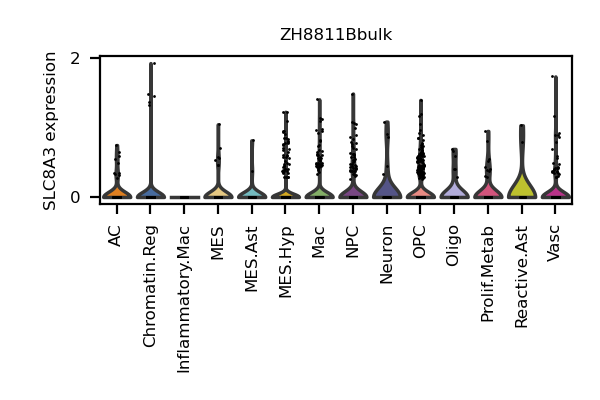 ZH8811Bbulk
SLC8A3 expression
2
0
AC
Chromatin.Reg
Inflammatory.Mac
MES
MES.Ast
MES.Hyp
Mac
NPC
Neuron
OPC
Oligo
Prolif.Metab
Reactive.Ast
Vasc